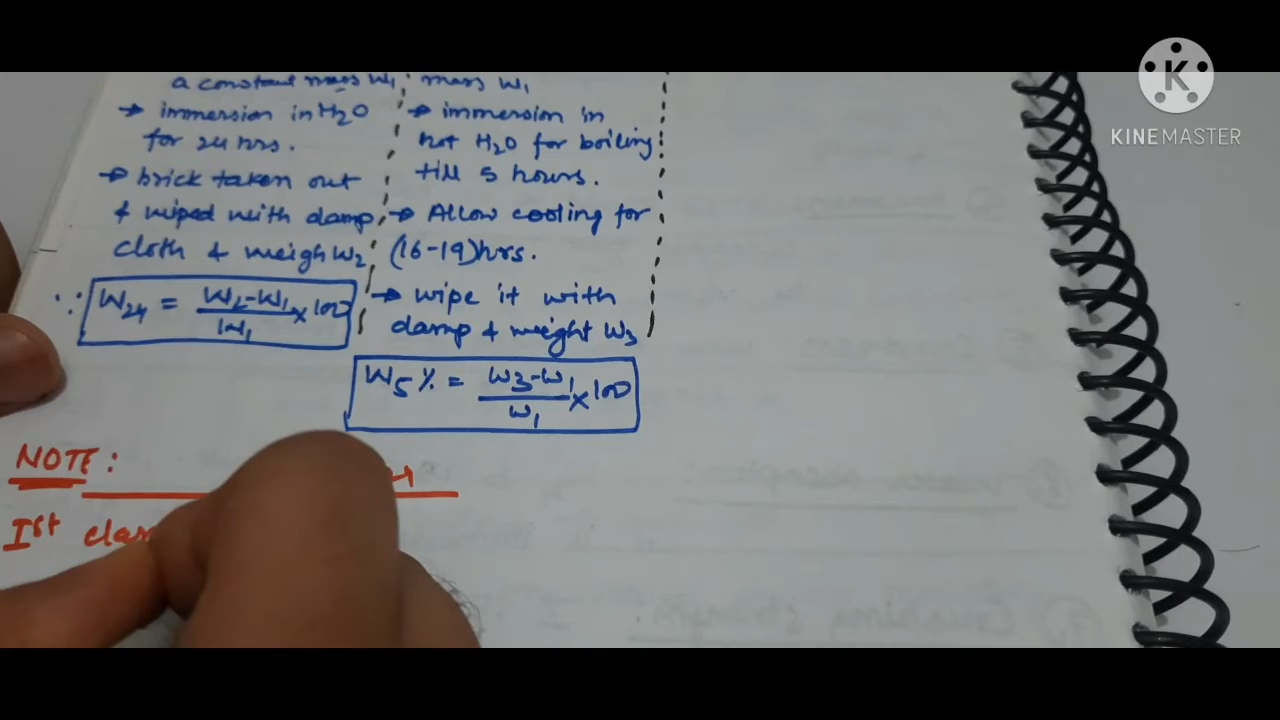 a constant mass W1
→ immersion in H2O
for 24 hrs.
→ brick taken out
& wiped with damp
cloth & weigh W2
∵ W24 = W2-W1/W1 x 100
mass W1
→ immersion in
hot H2O for boiling
till 5 hours.
→ Allow cooling for
(16-19)hrs.
→ wipe it with
damp & weight W3
W5 % = W3-W1/W1 x 100
NOTE:
Ist
K
KINEMASTER